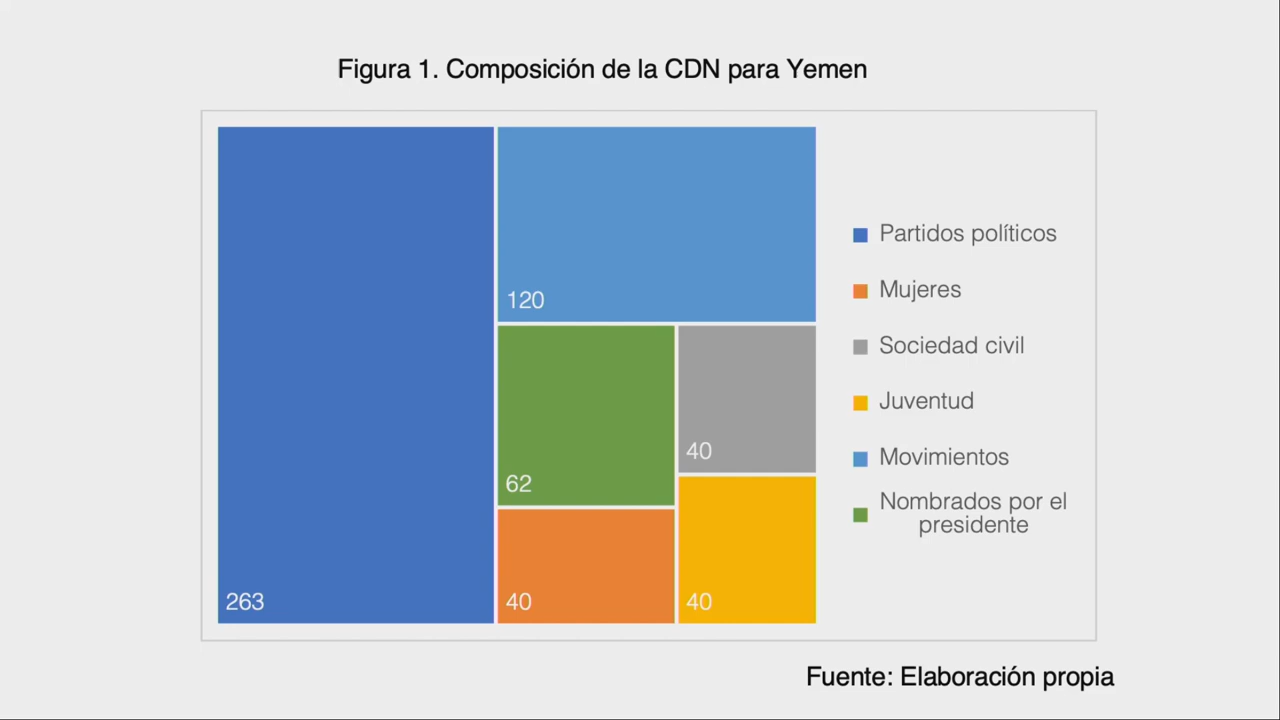 Figura 1. Composición de la CDN para Yemen
263
120
62
40
40
40
Partidos políticos
Mujeres
Sociedad civil
Juventud
Movimientos
Nombrados por el
presidente
Fuente: Elaboración propia